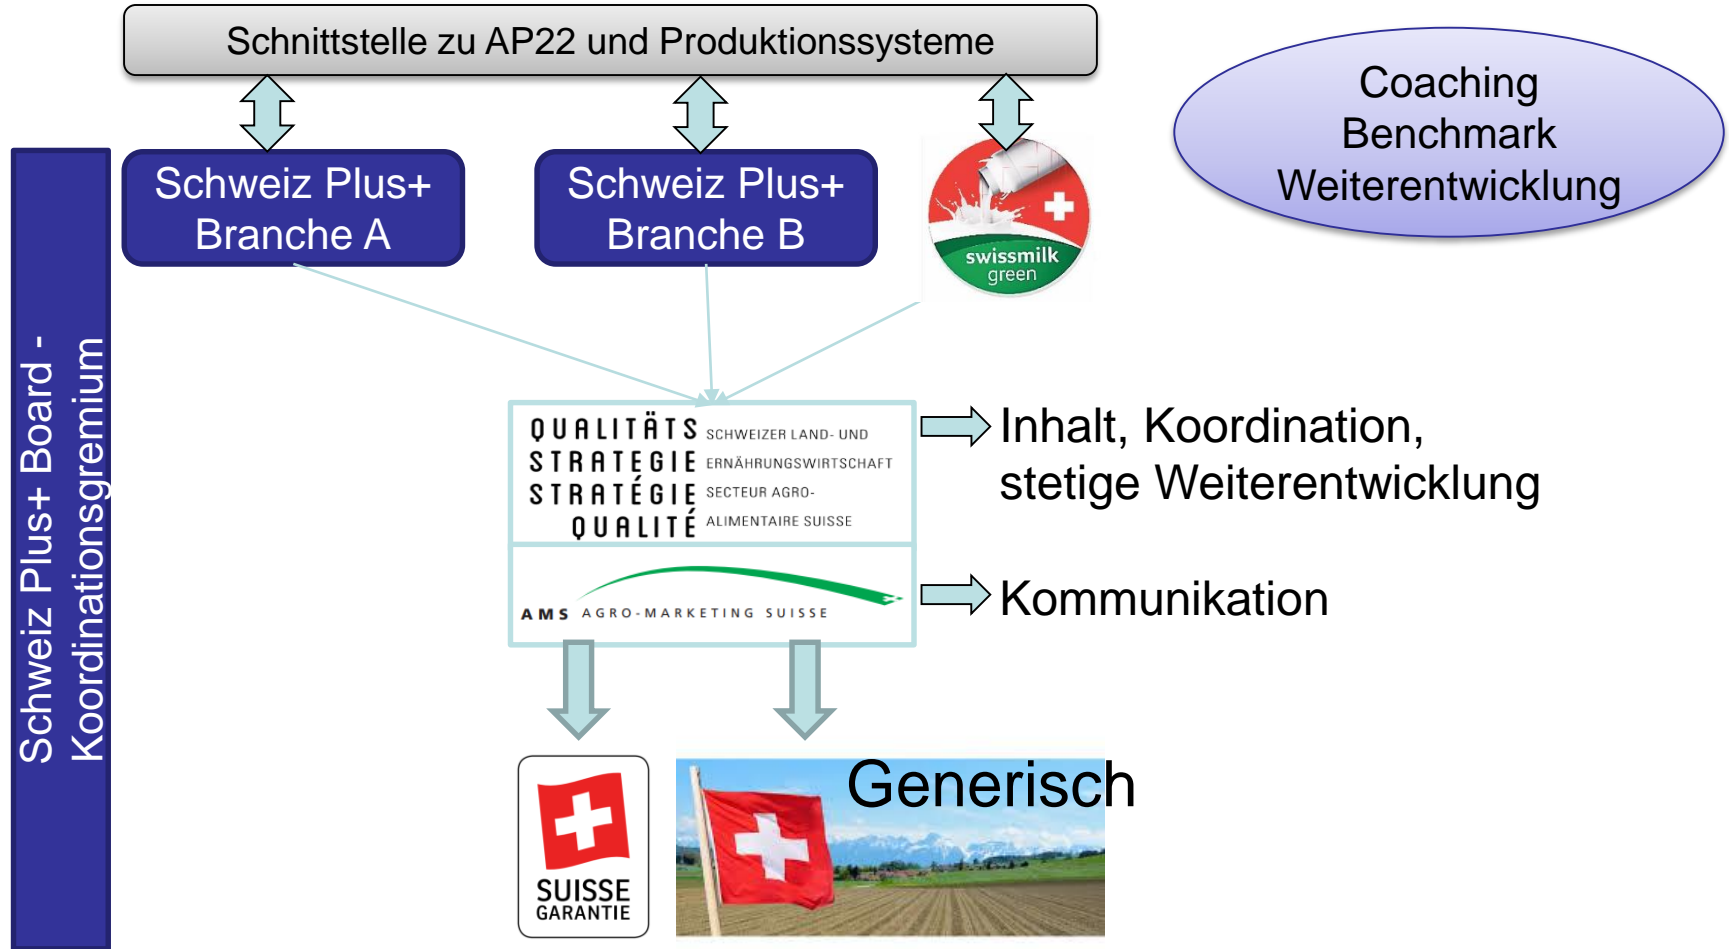 Schnittstelle zu AP22 und Produktionssysteme
Coaching
Benchmark
Weiterentwicklung
Schweiz Plus+
Branche A
Schweiz Plus+
Branche B
swissmilk
green
Schweiz Plus+ Board -
Koordinationsgremium
QUALITÄTS
STRATEGIE
STRATÉGIE
QUALITÉ
SCHWEIZER LAND- UND
ERNÄHRUNGSWIRTSCHAFT
SECTEUR AGRO-
ALIMENTAIRE SUISSE
Inhalt, Koordination,
stetige Weiterentwicklung
AMS AGRO-MARKETING SUISSE
Kommunikation
SUISSE
GARANTIE
Generisch